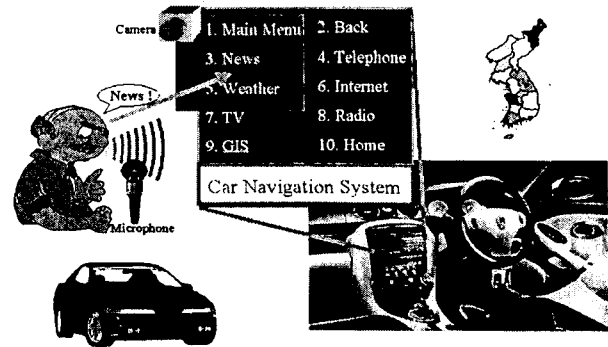 Camera
1. Main Menu 2. Back
3. News 4. Telephone
5. Weather 6. Internet
7. TV 8. Radio
9. GIS 10. Home
Car Navigation System
News !
Microphone